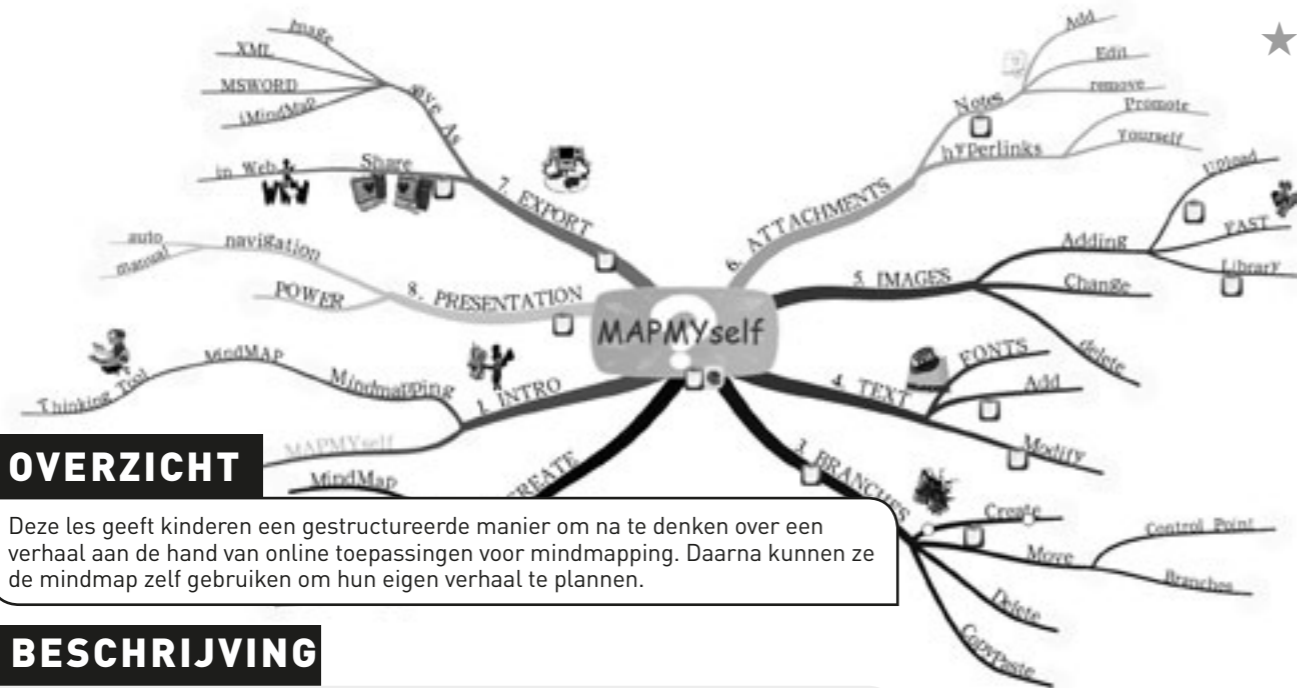 Image
XML
MSWORD
iMindMap
ave As
in Web
Share
7. EXPORT
auto
manual
navigation
POWER
8. PRESENTATION
Thinking Tool
MindMAP
Mindmapping
MAPMYself
1. INTRO
MindMap
CREATE
MAPMYself
6. ATTACHMENTS
Notes
Add
Edit
remove
hyperlinks
Promote
Yourself
5. IMAGES
Adding
Upload
PAST
Library
Change
delete
4. TEXT
FONTS
Add
Modify
3. BRANCHES
Create
Move
Control Point
Branches
Delete
CopyPaste
OVERZICHT
Deze les geeft kinderen een gestructureerde manier om na te denken over een
verhaal aan de hand van online toepassingen voor mindmapping. Daarna kunnen ze
de mindmap zelf gebruiken om hun eigen verhaal te plannen.
BESCHRIJVING